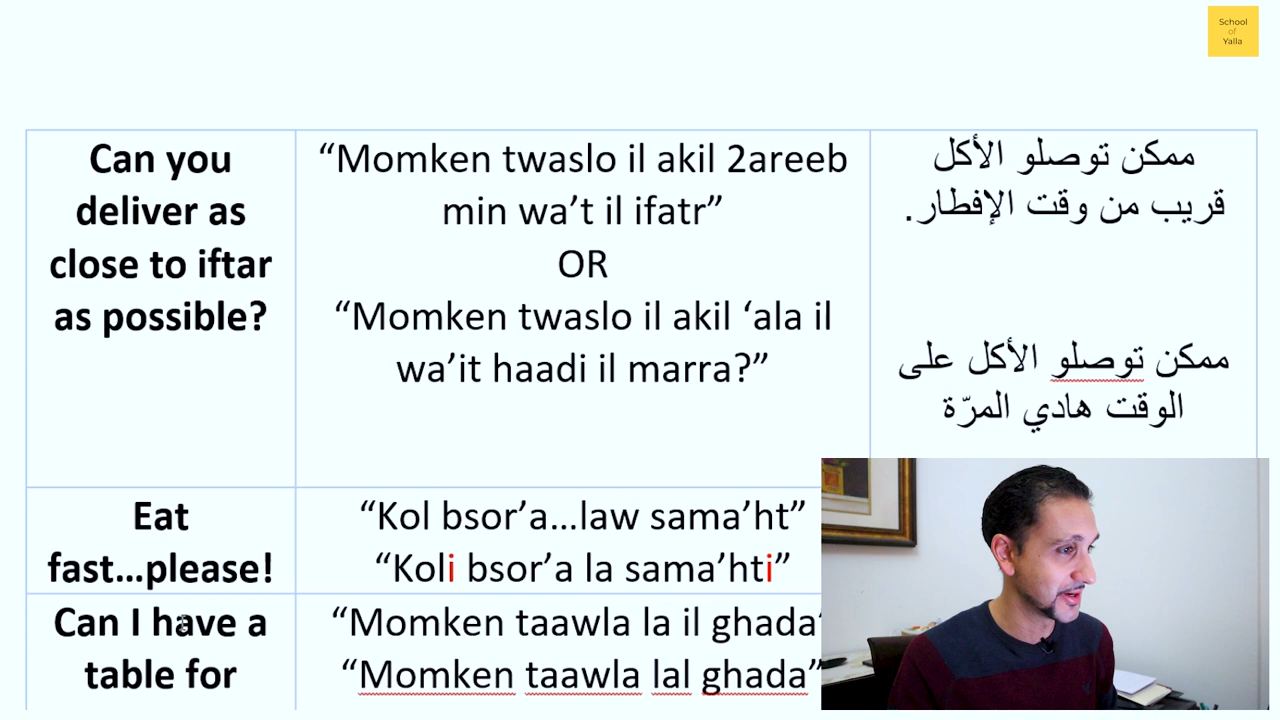 School
of
Yalla
Can you
deliver as
close to iftar
as possible?
“Momken twaslo il akil 2areeb
min wa’t il ifatr”
OR
“Momken twaslo il akil ‘ala il
wa’it haadi il marra?”
ممكن توصلو الأكل
قريب من وقت الإفطار.
ممكن توصلو الأكل على
الوقت هادي المرّة
Eat
fast...please!
“Kol bsor’a...law sama’ht”
“Koli bsor’a la sama’hti”
Can I have a
table for
“Momken taawla la il ghada’
“Momken taawla lal ghada”